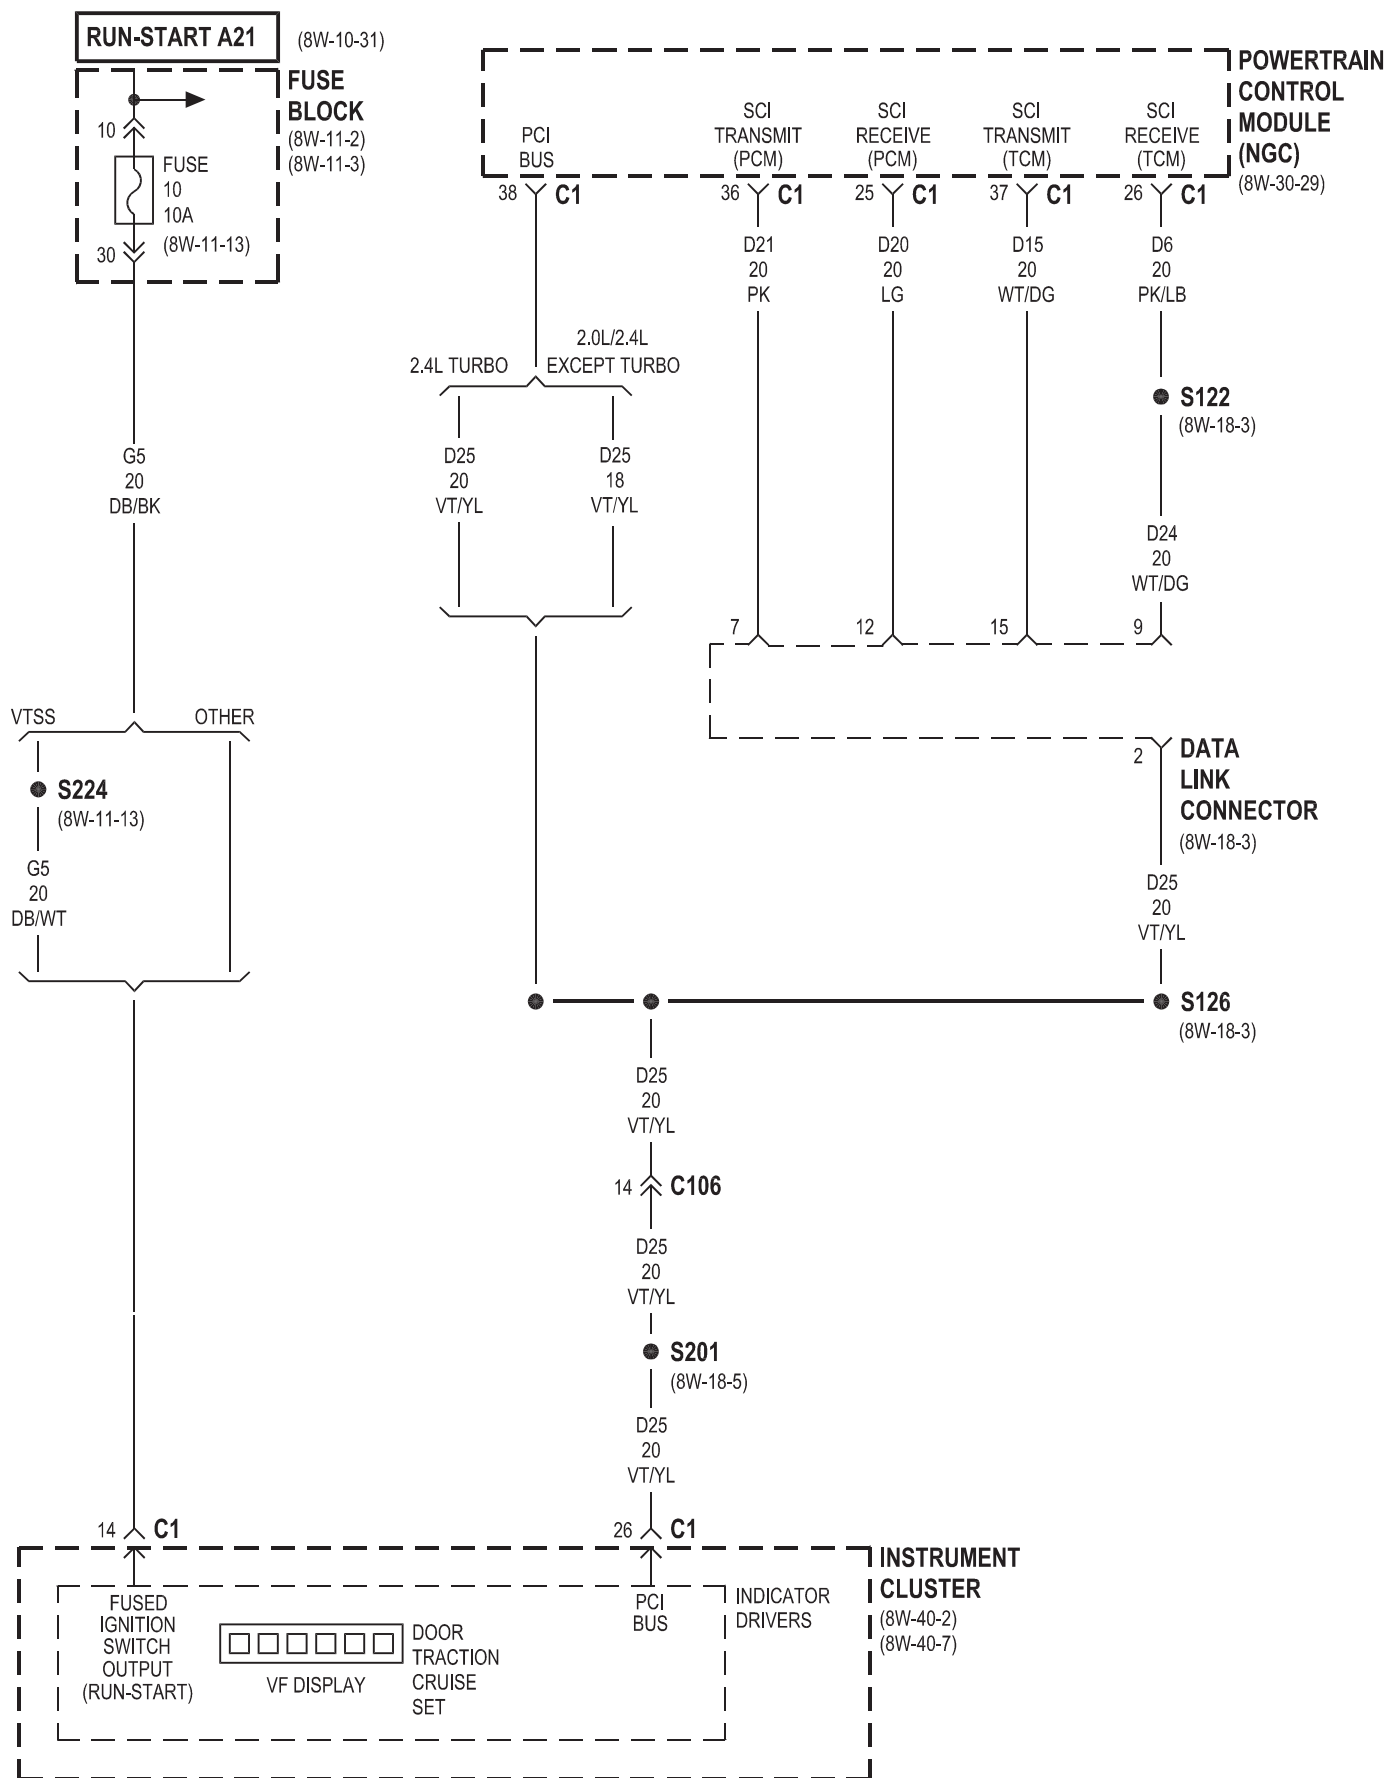 RUN-START A21
(8W-10-31)
FUSE
BLOCK
(8W-11-2)
(8W-11-3)
10
FUSE
10
10A
(8W-11-13)
30
POWERTRAIN
CONTROL
MODULE
(NGC)
(8W-30-29)
PCI
BUS
SCI
TRANSMIT
(PCM)
SCI
RECEIVE
(PCM)
SCI
TRANSMIT
(TCM)
SCI
RECEIVE
(TCM)
38 C1
36 C1
25 C1
37 C1
26 C1
D21
20
PK
D20
20
LG
D15
20
WT/DG
D6
20
PK/LB
2.4L TURBO
2.0L/2.4L
EXCEPT TURBO
S122
(8W-18-3)
G5
20
DB/BK
D25
20
VT/YL
D25
18
VT/YL
D24
20
WT/DG
7
12
15
9
VTSS
OTHER
S224
(8W-11-13)
G5
20
DB/WT
2
DATA
LINK
CONNECTOR
(8W-18-3)
D25
20
VT/YL
S126
(8W-18-3)
D25
20
VT/YL
14 C106
D25
20
VT/YL
S201
(8W-18-5)
D25
20
VT/YL
14 C1
26 C1
INSTRUMENT
CLUSTER
(8W-40-2)
(8W-40-7)
FUSED
IGNITION
SWITCH
OUTPUT
(RUN-START)
VF DISPLAY
DOOR
TRACTION
CRUISE
SET
PCI
BUS
INDICATOR
DRIVERS